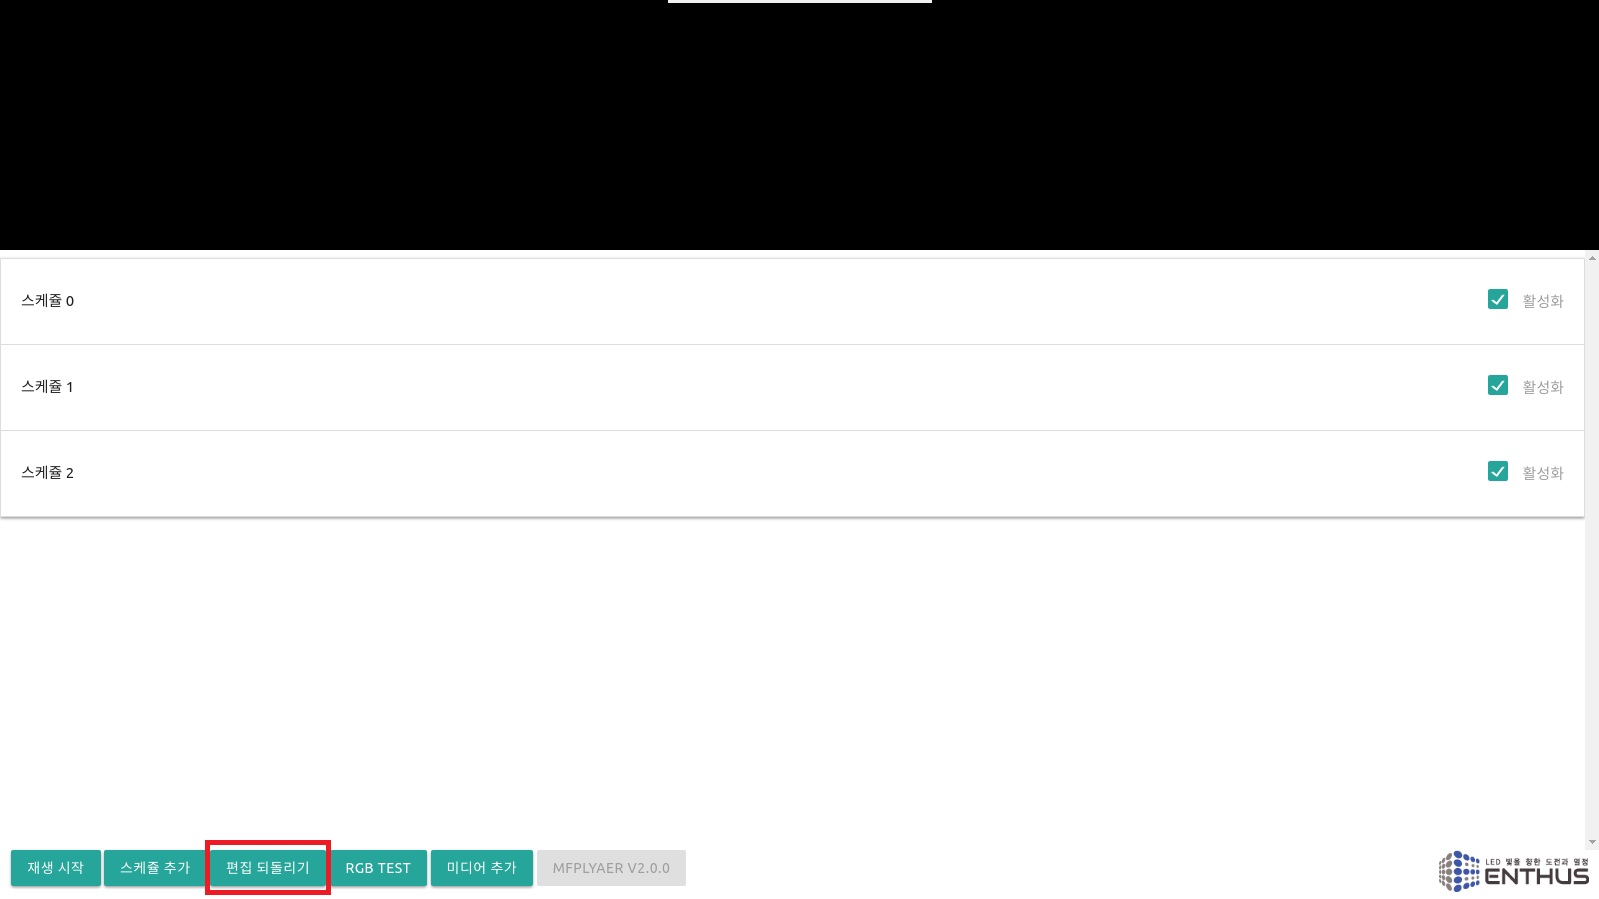 스케쥴 0
활성화
스케쥴 1
활성화
스케쥴 2
활성화
재생 시작
스케쥴 추가
편집 되돌리기
RGB TEST
미디어 추가
MFPLYAER V2.0.0
LED 빛을 향한 도전과 열정
ENTHUS